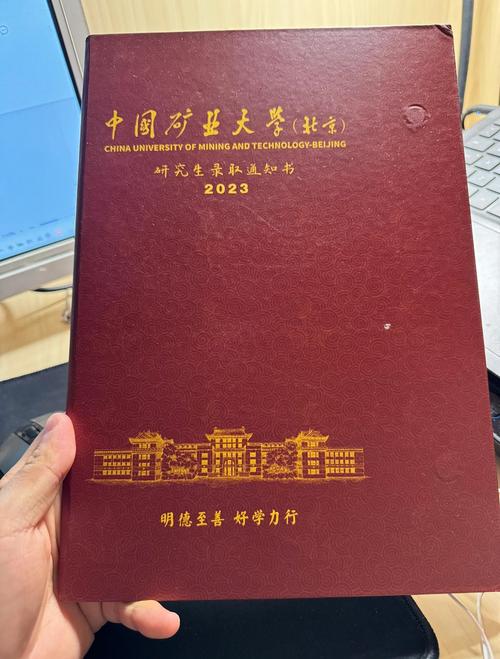 中国矿业大学(北京)
CHINA UNIVERSITY OF MINING AND TECHNOLOGY-BEIJING
研究生录取通知书
2023
明德至善 好学力行